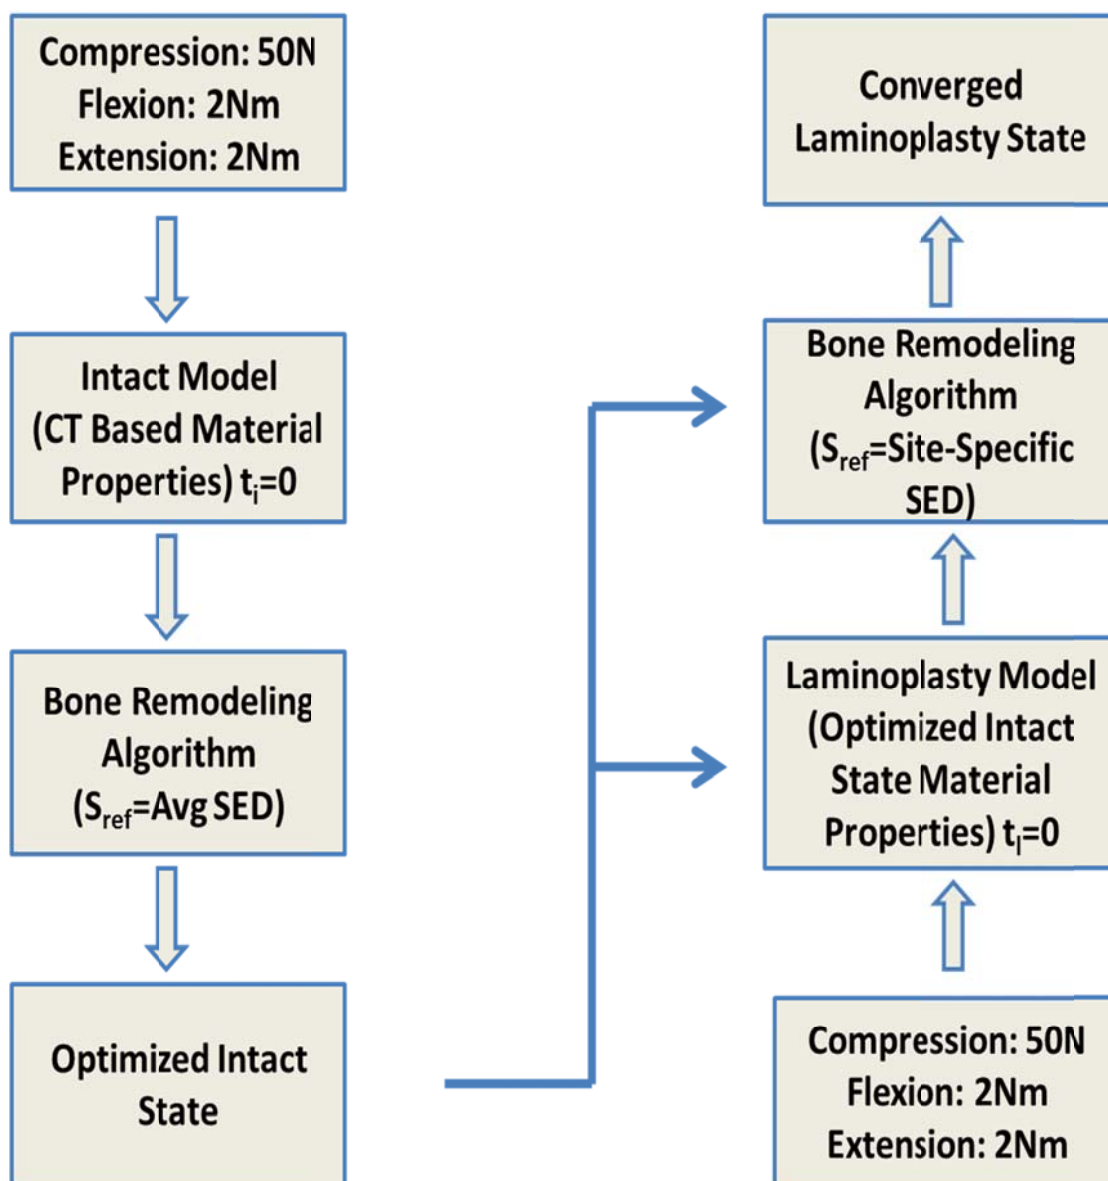 Compression: 50N
Flexion: 2Nm
Extension: 2Nm
Intact Model
(CT Based Material
Properties) tᵢ=0
Bone Remodeling
Algorithm
(Sref=Avg SED)
Optimized Intact
State
Converged
Laminoplasty State
Bone Remodeling
Algorithm
(Sref=Site-Specific
SED)
Laminoplasty Model
(Optimized Intact
State Material
Properties) tₗ=0
Compression: 50N
Flexion: 2Nm
Extension: 2Nm